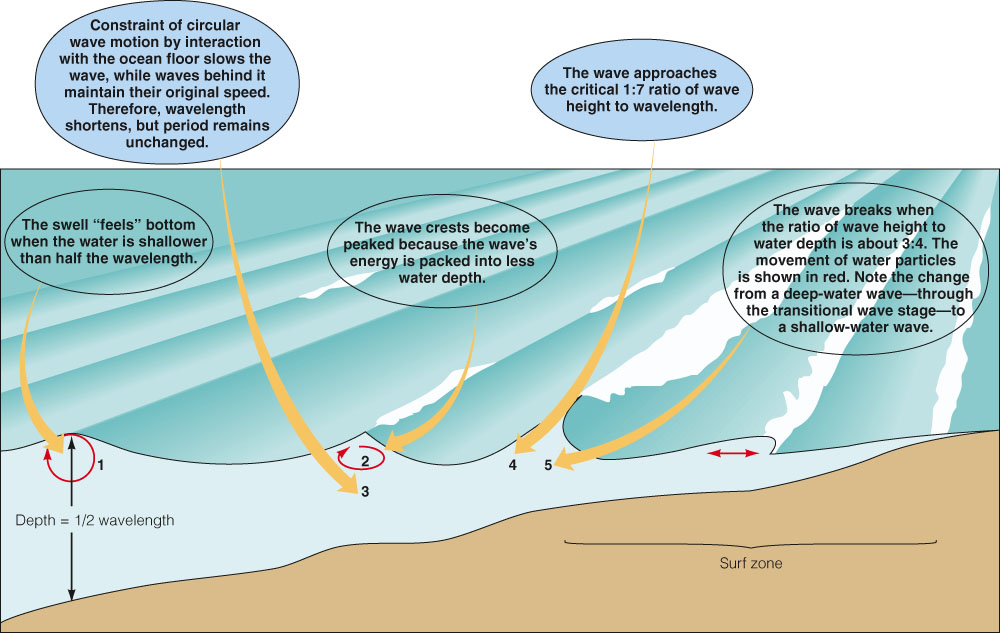 Constraint of circular
wave motion by interaction
with the ocean floor slows the
wave, while waves behind it
maintain their original speed.
Therefore, wavelength
shortens, but period remains
unchanged.
The wave approaches
the critical 1:7 ratio of wave
height to wavelength.
The swell “feels” bottom
when the water is shallower
than half the wavelength.
The wave crests become
peaked because the wave’s
energy is packed into less
water depth.
The wave breaks when
the ratio of wave height to
water depth is about 3:4. The
movement of water particles
is shown in red. Note the change
from a deep-water wave—through
the transitional wave stage—to
a shallow-water wave.
1
2
3
4
5
Depth = 1/2 wavelength
Surf zone